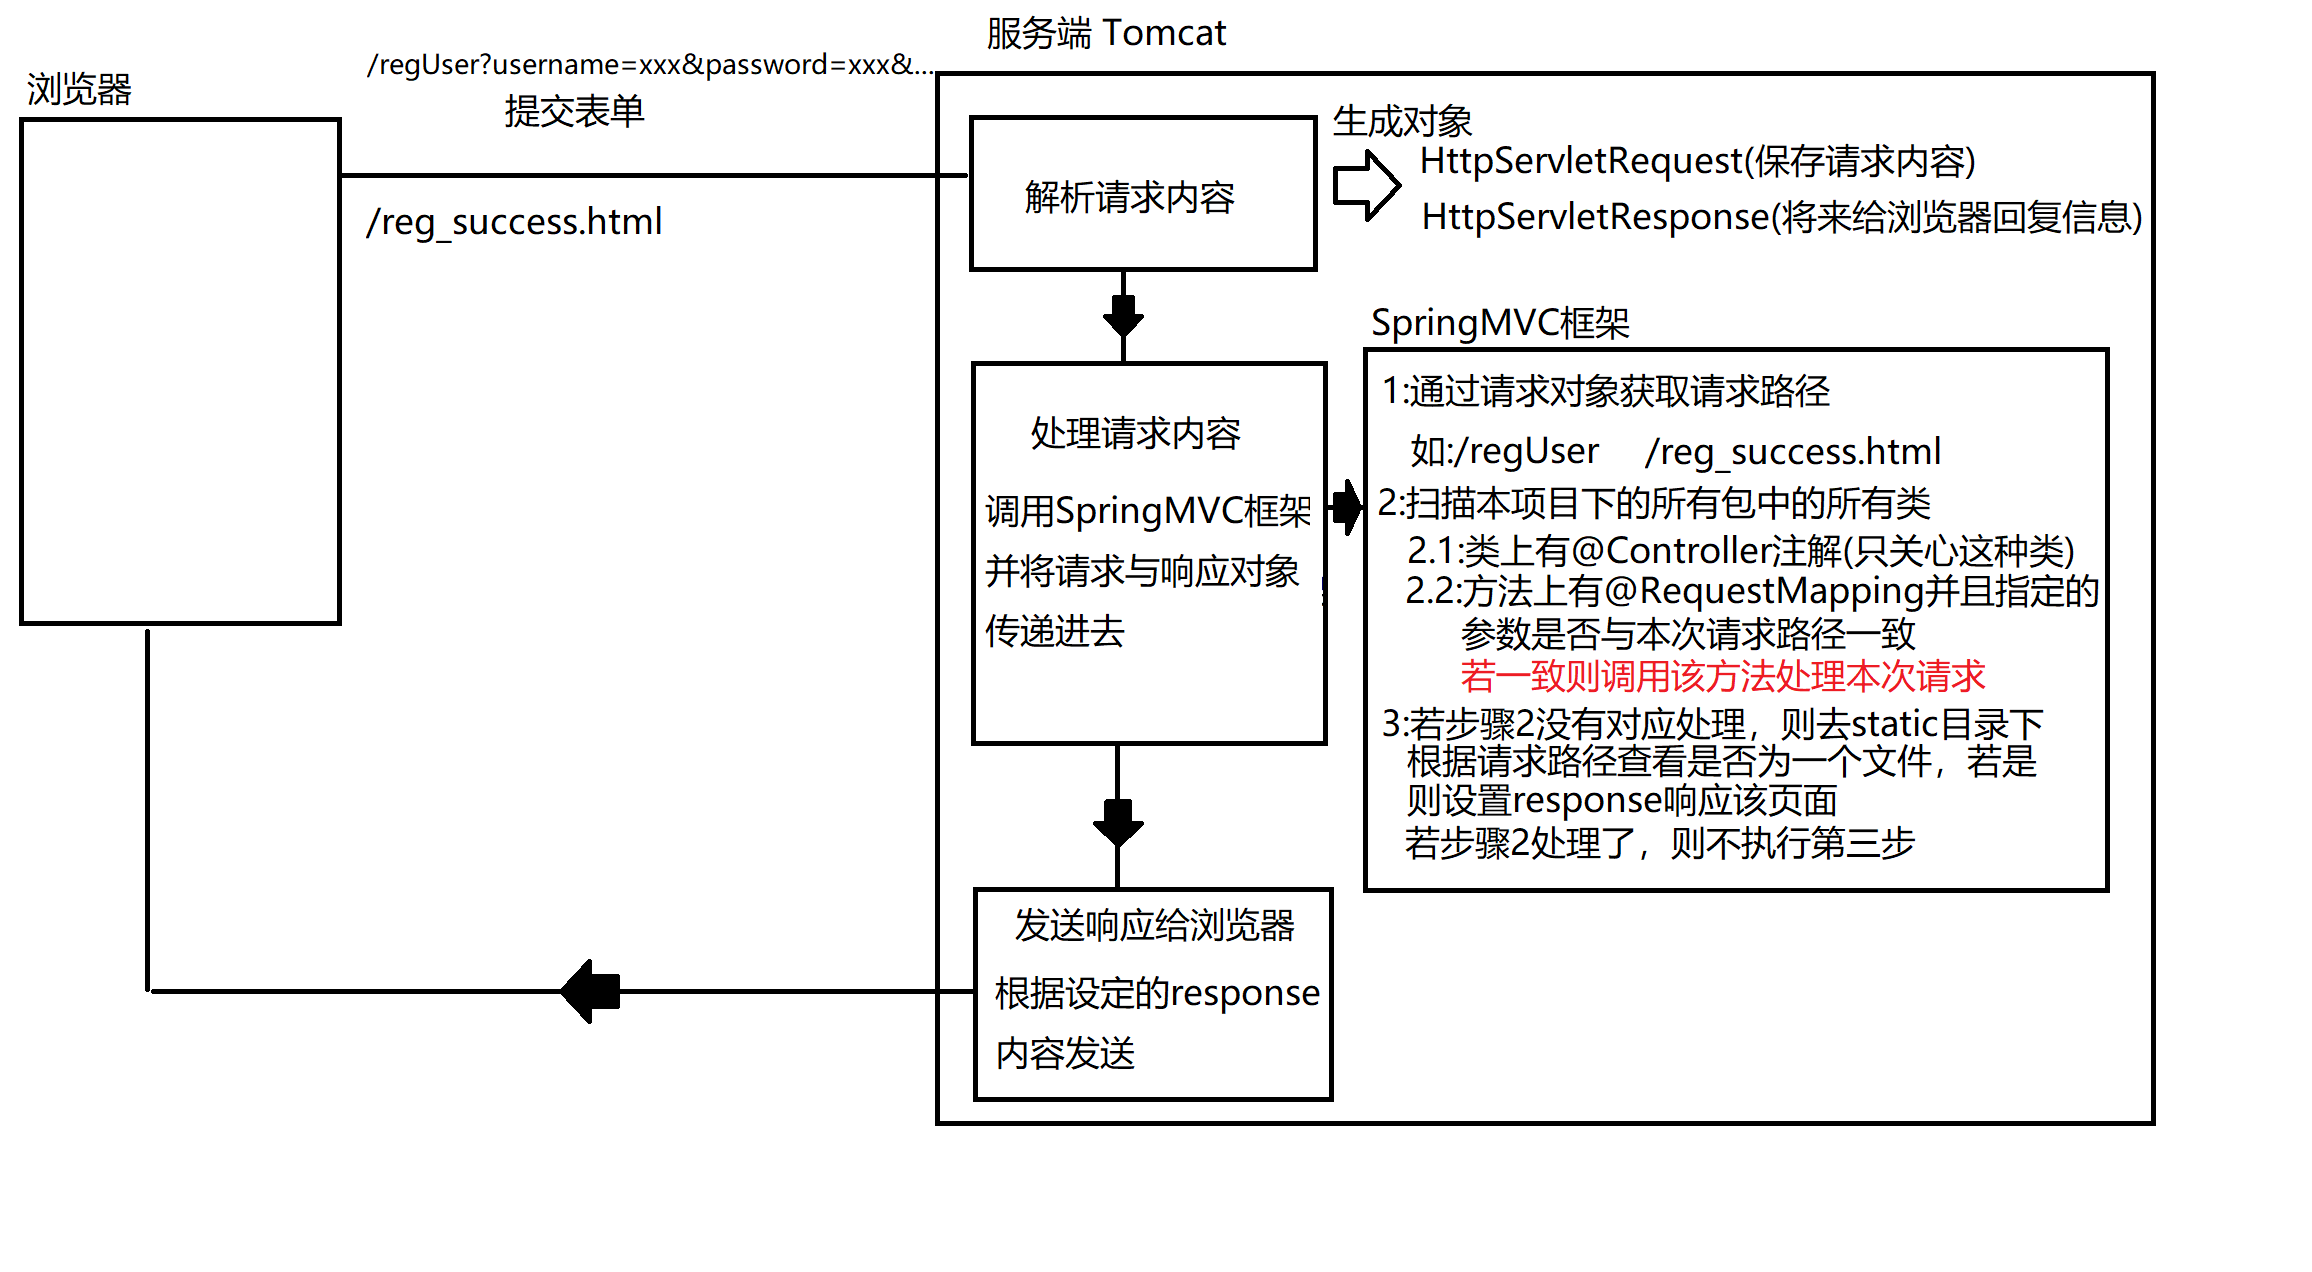 服务端 Tomcat
/regUser?username=xxx&password=xxx&...
浏览器
提交表单
/reg_success.html
解析请求内容
生成对象
HttpServletRequest(保存请求内容)
HttpServletResponse(将来给浏览器回复信息)
处理请求内容
调用SpringMVC框架
并将请求与响应对象
传递进去
SpringMVC框架
1:通过请求对象获取请求路径
如:/regUser /reg_success.html
2:扫描本项目下的所有包中的所有类
2.1:类上有@Controller注解(只关心这种类)
2.2:方法上有@RequestMapping并且指定的
参数是否与本次请求路径一致
若一致则调用该方法处理本次请求
3:若步骤2没有对应处理，则去static目录下
根据请求路径查看是否为一个文件，若是
则设置response响应该页面
若步骤2处理了，则不执行第三步
发送响应给浏览器
根据设定的response
内容发送